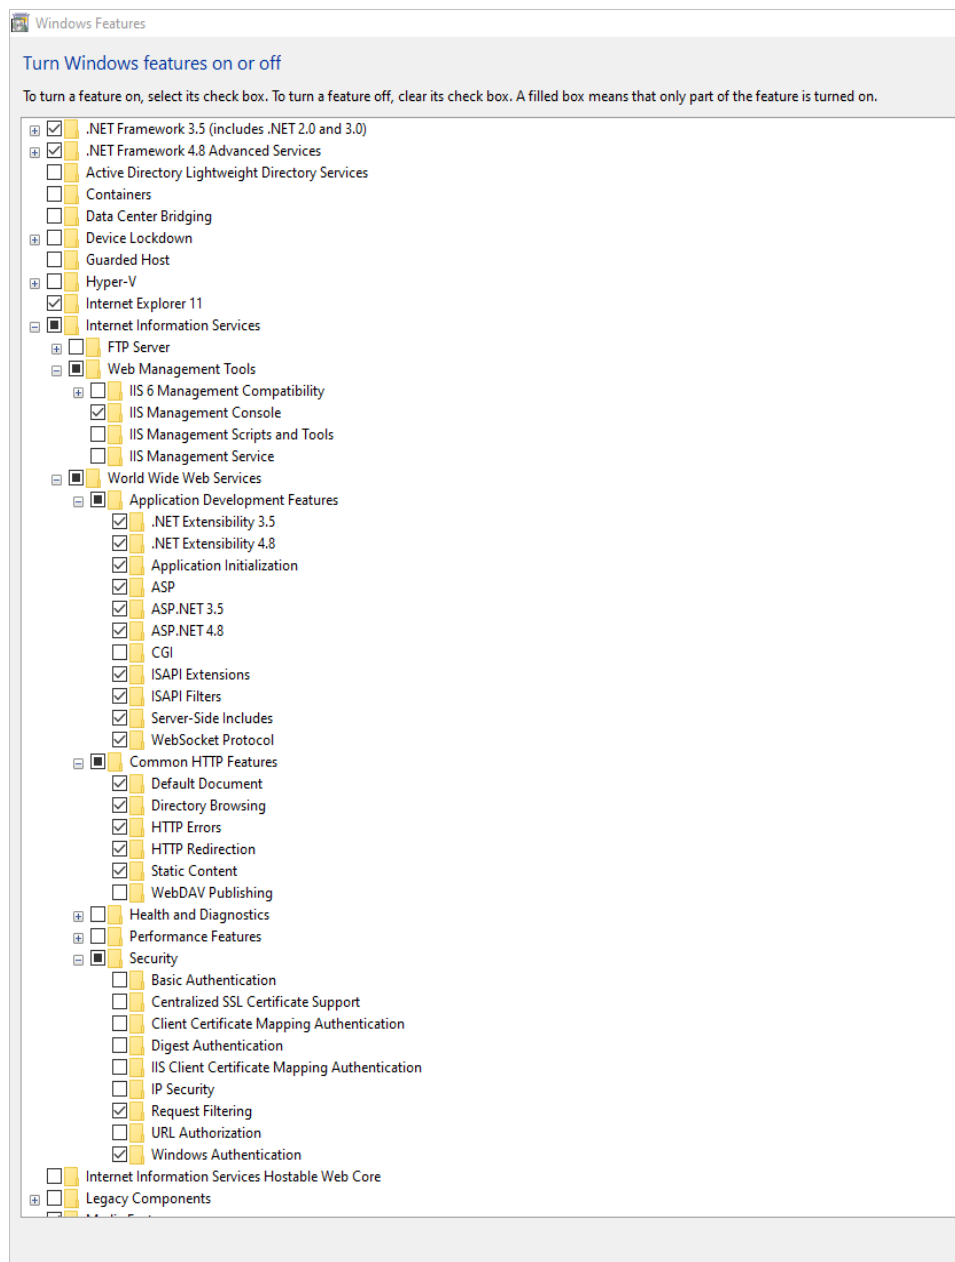 Windows Features
Turn Windows features on or off
To turn a feature on, select its check box. To turn a feature off, clear its check box. A filled box means that only part of the feature is turned on.
.NET Framework 3.5 (includes .NET 2.0 and 3.0)
.NET Framework 4.8 Advanced Services
Active Directory Lightweight Directory Services
Containers
Data Center Bridging
Device Lockdown
Guarded Host
Hyper-V
Internet Explorer 11
Internet Information Services
FTP Server
Web Management Tools
IIS 6 Management Compatibility
IIS Management Console
IIS Management Scripts and Tools
IIS Management Service
World Wide Web Services
Application Development Features
.NET Extensibility 3.5
.NET Extensibility 4.8
Application Initialization
ASP
ASP.NET 3.5
ASP.NET 4.8
CGI
ISAPI Extensions
ISAPI Filters
Server-Side Includes
WebSocket Protocol
Common HTTP Features
Default Document
Directory Browsing
HTTP Errors
HTTP Redirection
Static Content
WebDAV Publishing
Health and Diagnostics
Performance Features
Security
Basic Authentication
Centralized SSL Certificate Support
Client Certificate Mapping Authentication
Digest Authentication
IIS Client Certificate Mapping Authentication
IP Security
Request Filtering
URL Authorization
Windows Authentication
Internet Information Services Hostable Web Core
Legacy Components